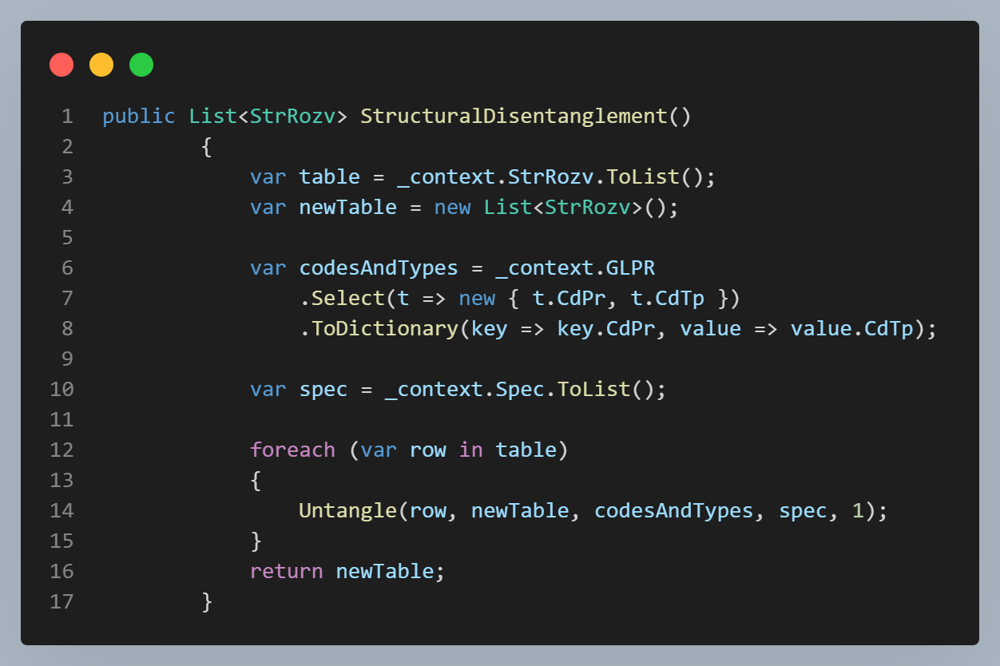 1 public List<StrRozv> StructuralDisentanglement()
2 {
3 var table = _context.StrRozv.ToList();
4 var newTable = new List<StrRozv>();
5
6 var codesAndTypes = _context.GLPR
7 .Select(t => new { t.CdPr, t.CdTp })
8 .ToDictionary(key => key.CdPr, value => value.CdTp);
9
10 var spec = _context.Spec.ToList();
11
12 foreach (var row in table)
13 {
14 Untangle(row, newTable, codesAndTypes, spec, 1);
15 }
16 return newTable;
17 }